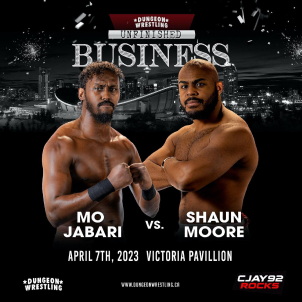 DUNGEON
WRESTLING
UNFINISHED
BUSINESS
MO
JABARI
VS.
SHAUN
MOORE
APRIL 7TH, 2023 VICTORIA PAVILLION
DUNGEON
WRESTLING
WWW.DUNGEONWRESTLING.CA
CJAY92
ROCKS